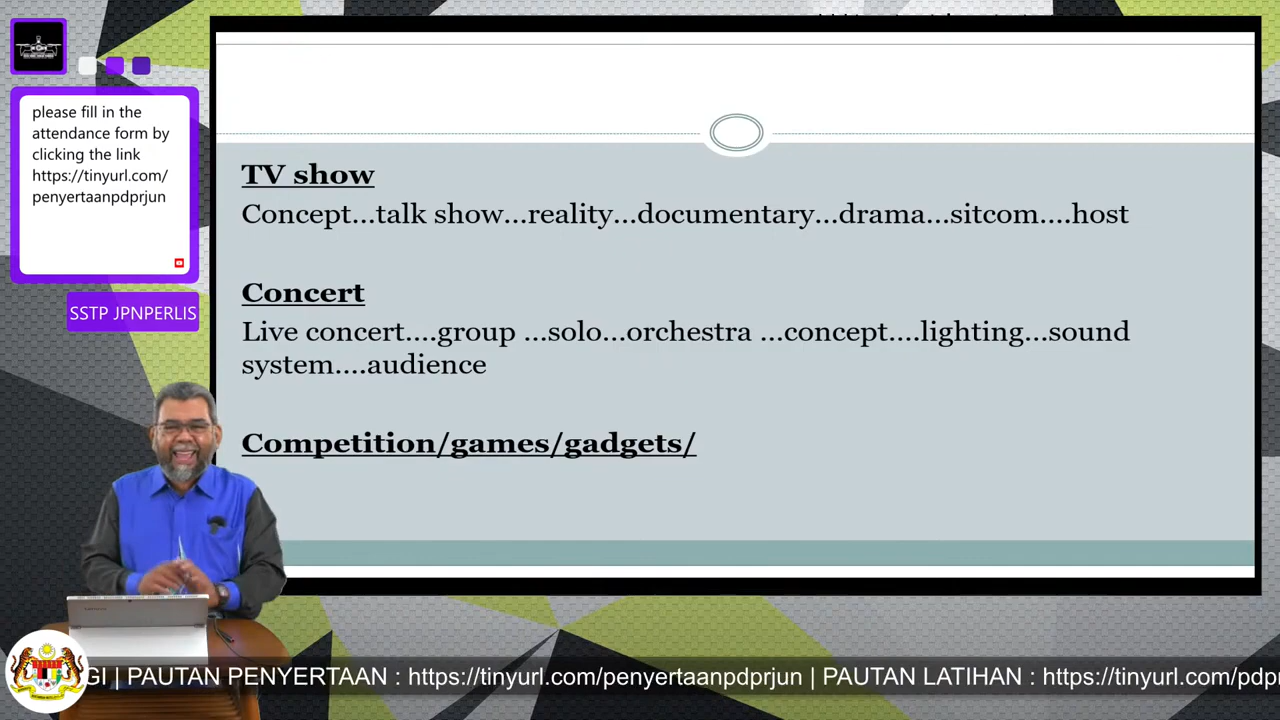 please fill in the
attendance form by
clicking the link
https://tinyurl.com/
penyertaanpdprjun
SSTP JPNPERLIS
TV show
Concept...talk show...reality...documentary...drama...sitcom....host
Concert
Live concert....group ...solo...orchestra ...concept....lighting...sound
system....audience
Competition/games/gadgets/
GI | PAUTAN PENYERTAAN : https://tinyurl.com/penyertaanpdprjun | PAUTAN LATIHAN : https://tinyurl.com/pdp